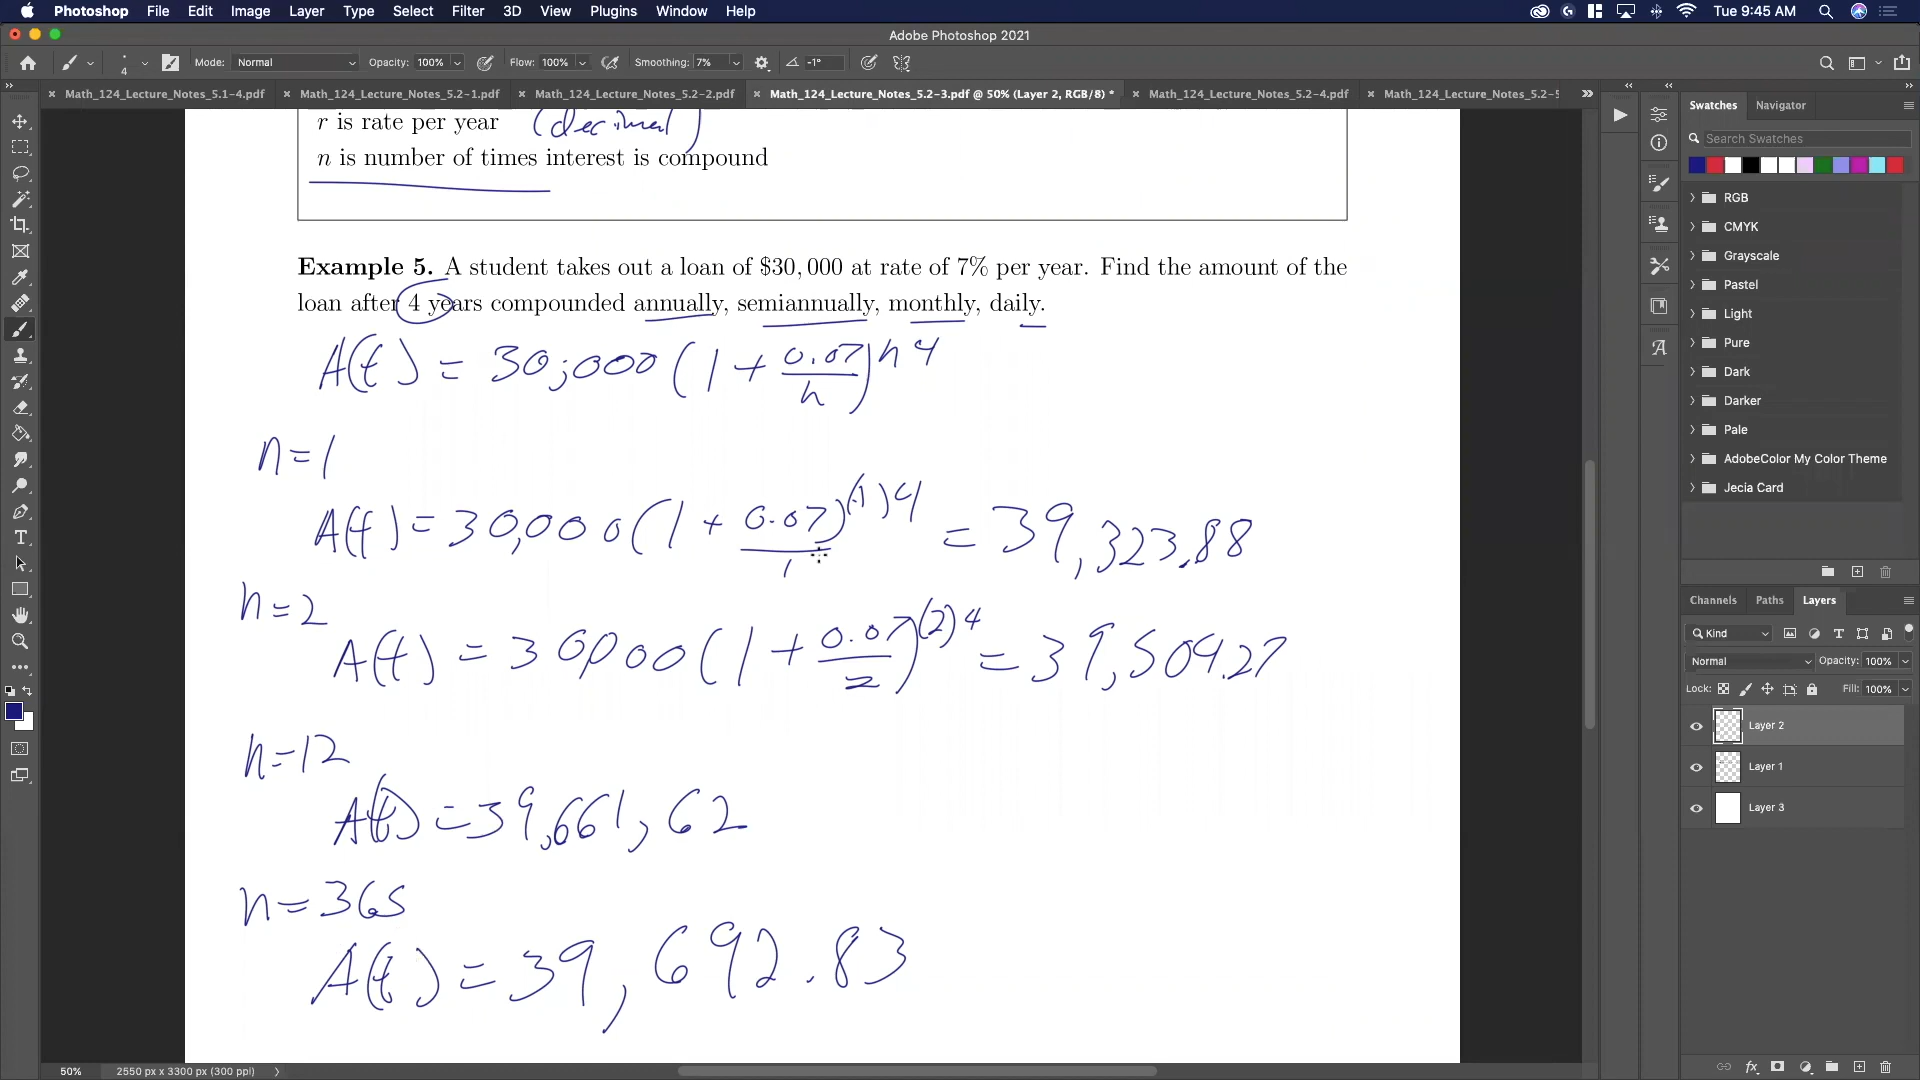 Photoshop File Edit Image Layer Type Select Filter 3D View Plugins Window Help Tue 9:45 AM
Adobe Photoshop 2021
4 Mode: Normal Opacity: 100% Flow: 100% Smoothing: 7% -1°
Math_124_Lecture_Notes_5.1-4.pdf Math_124_Lecture_Notes_5.2-1.pdf Math_124_Lecture_Notes_5.2-2.pdf Math_124_Lecture_Notes_5.2-3.pdf @ 50% (Layer 2, RGB/8) * Math_124_Lecture_Notes_5.2-4.pdf Math_124_Lecture_Notes_5.2-5
r is rate per year (decimal)
n is number of times interest is compound
Example 5. A student takes out a loan of $30,000 at rate of 7% per year. Find the amount of the
loan after 4 years compounded annually, semiannually, monthly, daily.
A(t) = 30,000 (1 + 0.07/n)^n4
n=1
A(t) = 30,000 (1 + 0.07/1)^(1)4 = 39,323.88
n=2
A(t) = 30,000 (1 + 0.07/2)^(2)4 = 39,504.27
n=12
A(t) = 39,661,62
n=365
A(t) = 39,692.83
50% 2550 px x 3300 px (300 ppi)
Swatches Navigator
Search Swatches
RGB
CMYK
Grayscale
Pastel
Light
Pure
Dark
Darker
Pale
AdobeColor My Color Theme
Jecia Card
Channels Paths Layers
Kind
Normal Opacity: 100%
Lock: Fill: 100%
Layer 2
Layer 1
Layer 3